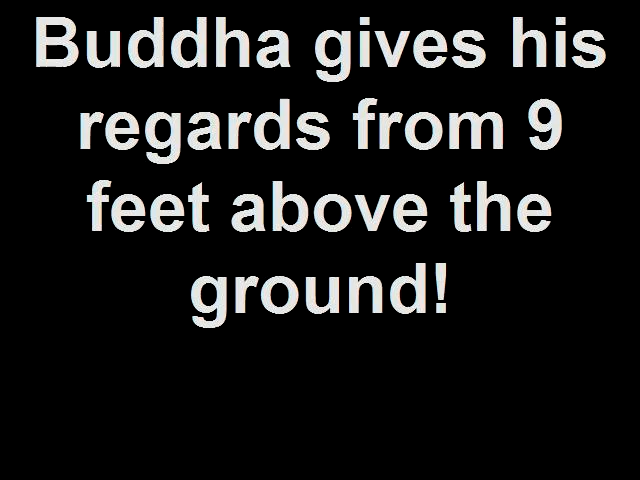 Buddha gives his
regards from 9
feet above the
ground!